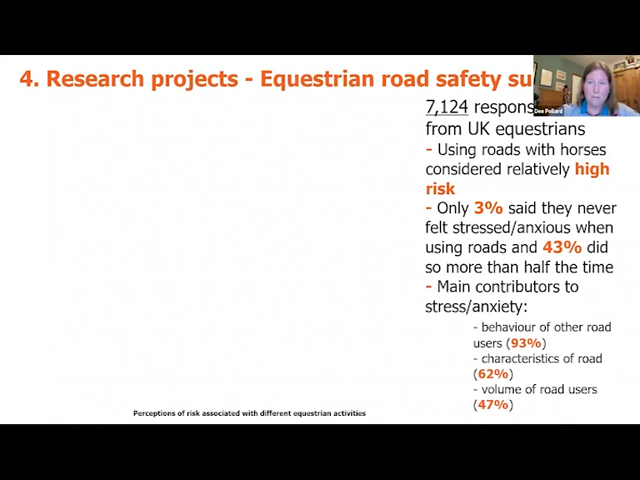 4. Research projects - Equestrian road safety su
Dee Pollard
7,124 respons
from UK equestrians
- Using roads with horses
considered relatively high
risk
- Only 3% said they never
felt stressed/anxious when
using roads and 43% did
so more than half the time
- Main contributors to
stress/anxiety:
- behaviour of other road
users (93%)
- characteristics of road
(62%)
- volume of road users
(47%)
Perceptions of risk associated with different equestrian activities